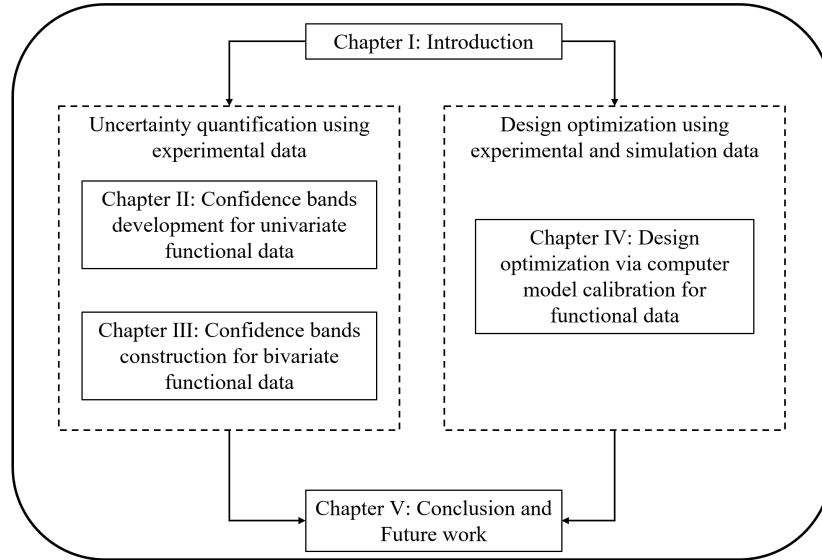 Chapter I: Introduction
Uncertainty quantification using
experimental data
Chapter II: Confidence bands
development for univariate
functional data
Chapter III: Confidence bands
construction for bivariate
functional data
Design optimization using
experimental and simulation data
Chapter IV: Design
optimization via computer
model calibration for
functional data
Chapter V: Conclusion and
Future work